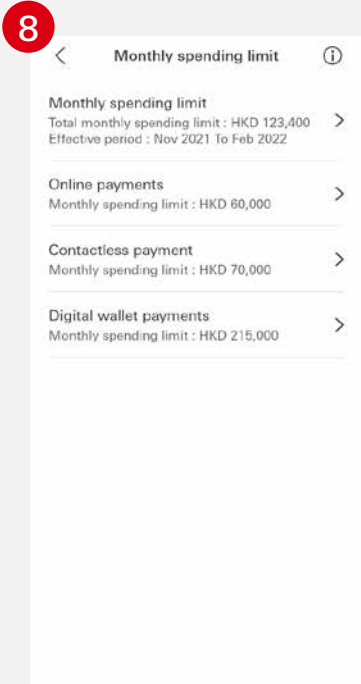 8
Monthly spending limit
Monthly spending limit
Total monthly spending limit : HKD 123,400
Effective period : Nov 2021 To Feb 2022
Online payments
Monthly spending limit : HKD 60,000
Contactless payment
Monthly spending limit : HKD 70,000
Digital wallet payments
Monthly spending limit : HKD 215,000